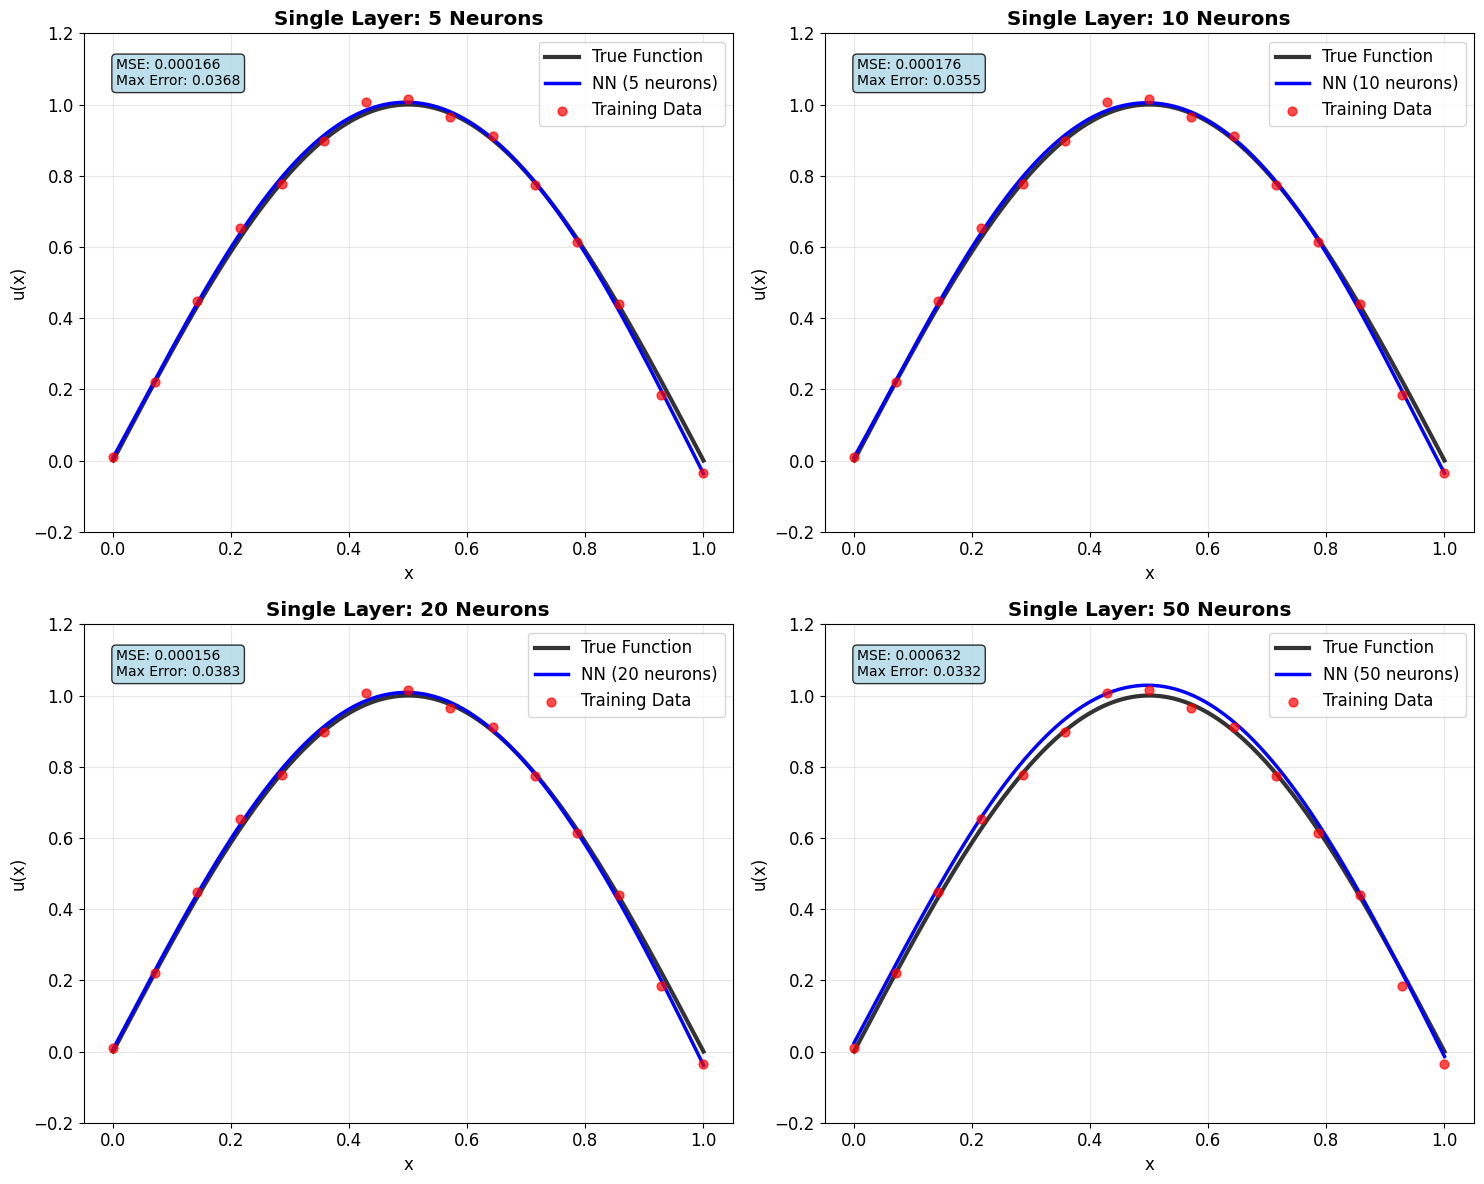 Single Layer: 5 Neurons
MSE: 0.000166
Max Error: 0.0368
True Function
NN (5 neurons)
Training Data
1.2
1.0
0.8
0.6
0.4
0.2
0.0
−0.2
u(x)
0.0 0.2 0.4 0.6 0.8 1.0
x
Single Layer: 10 Neurons
MSE: 0.000176
Max Error: 0.0355
True Function
NN (10 neurons)
Training Data
1.2
1.0
0.8
0.6
0.4
0.2
0.0
−0.2
u(x)
0.0 0.2 0.4 0.6 0.8 1.0
x
Single Layer: 20 Neurons
MSE: 0.000156
Max Error: 0.0383
True Function
NN (20 neurons)
Training Data
1.2
1.0
0.8
0.6
0.4
0.2
0.0
−0.2
u(x)
0.0 0.2 0.4 0.6 0.8 1.0
x
Single Layer: 50 Neurons
MSE: 0.000632
Max Error: 0.0332
True Function
NN (50 neurons)
Training Data
1.2
1.0
0.8
0.6
0.4
0.2
0.0
−0.2
u(x)
0.0 0.2 0.4 0.6 0.8 1.0
x